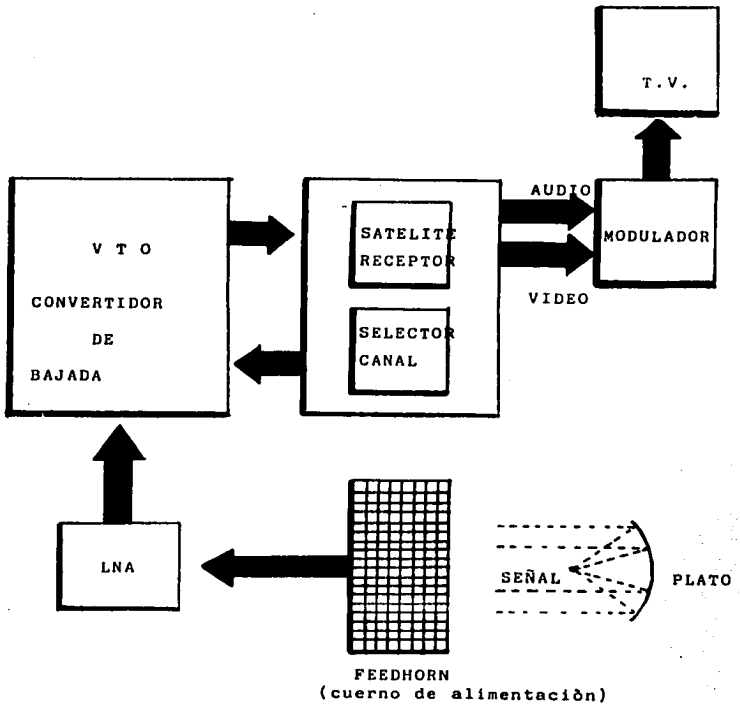 T.V.
AUDIO
MODULADOR
VIDEO
SATELITE
RECEPTOR
SELECTOR
CANAL
V T O
CONVERTIDOR
DE
BAJADA
LNA
SEÑAL
PLATO
FEEDHORN
(cuerno de alimentaciòn)